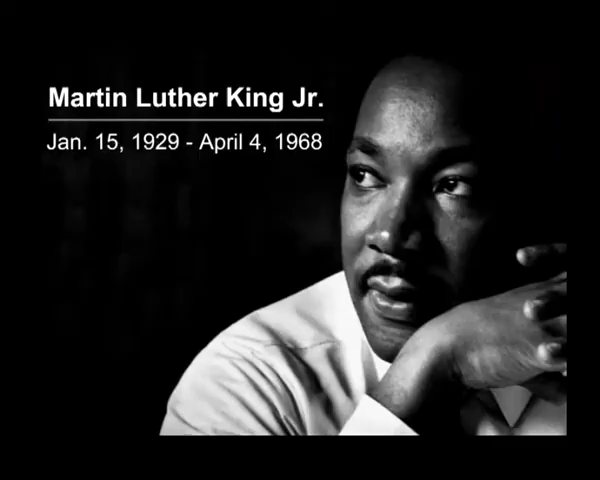 Martin Luther King Jr.
Jan. 15, 1929 - April 4, 1968